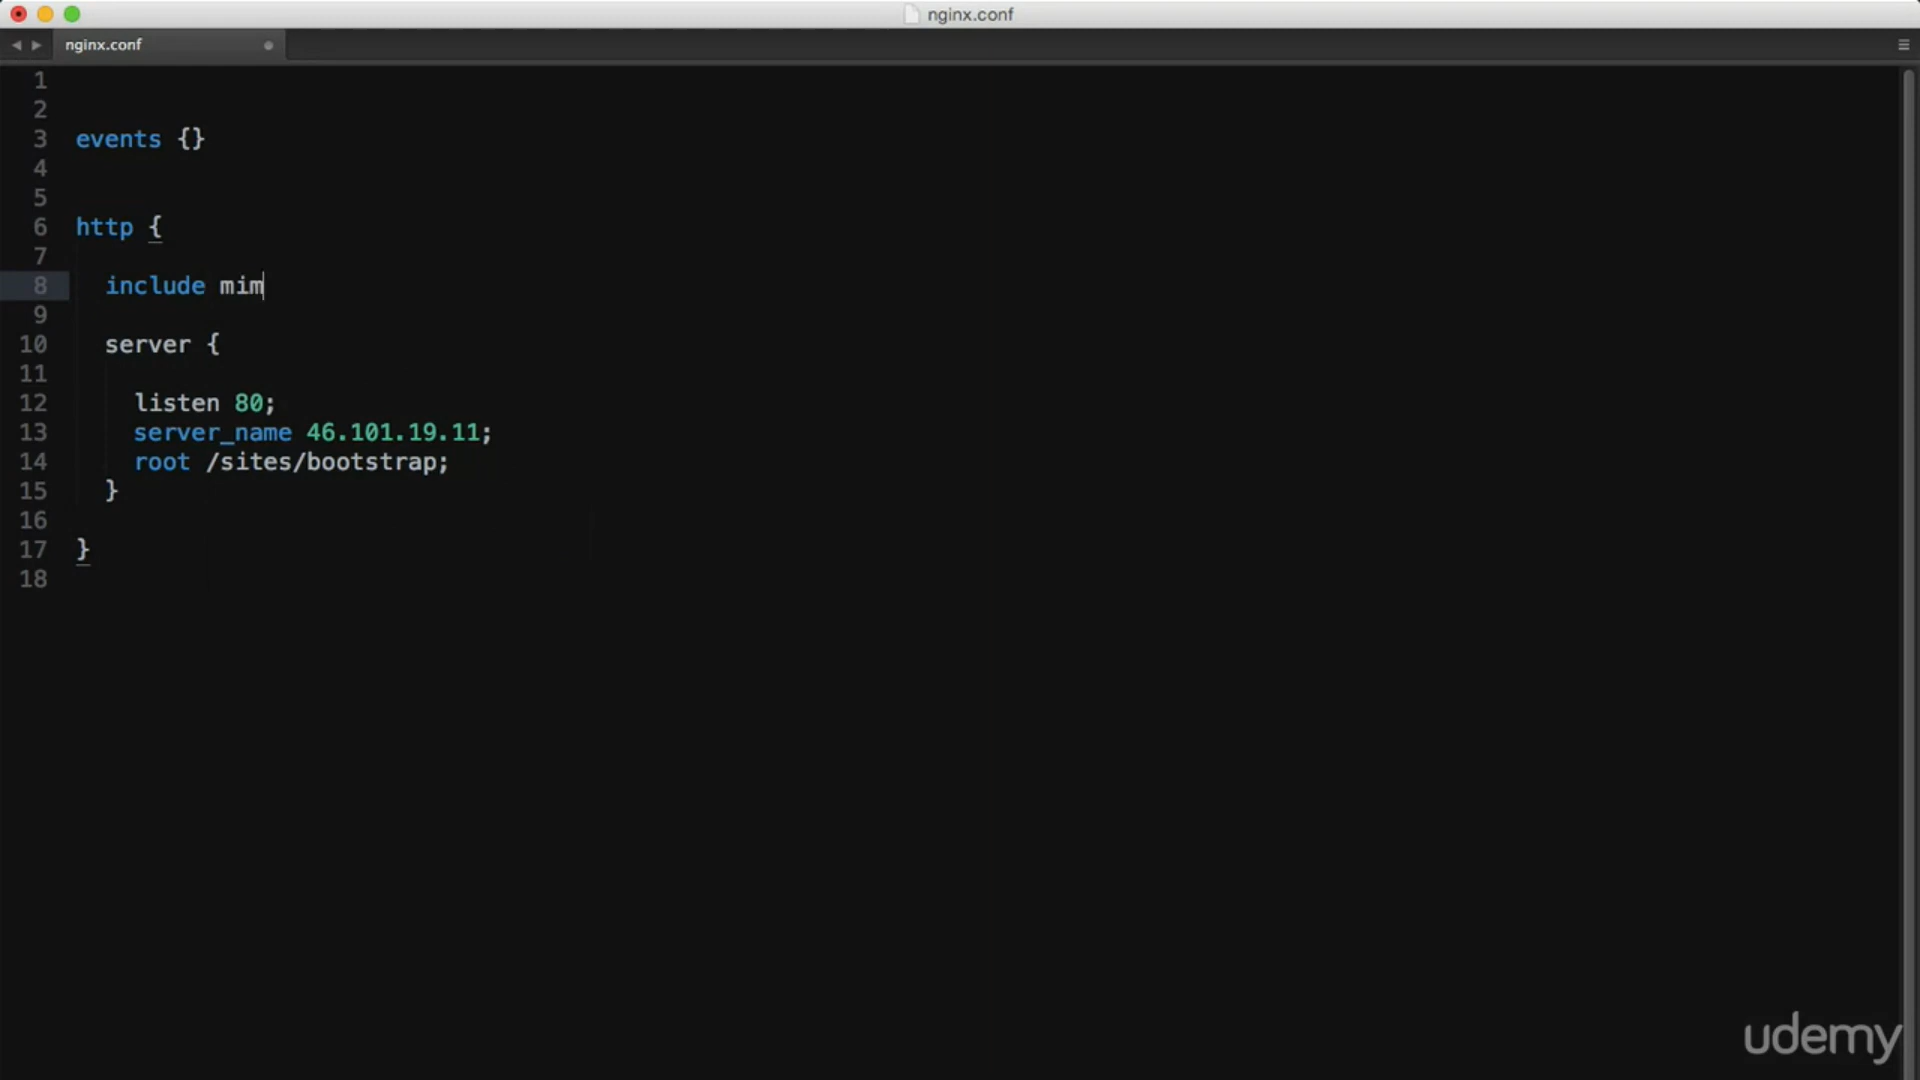 nginx.conf
nginx.conf
1
2
3 events {}
4
5
6 http {
7
8 include mim
9
10 server {
11
12 listen 80;
13 server_name 46.101.19.11;
14 root /sites/bootstrap;
15 }
16
17 }
18
udemy